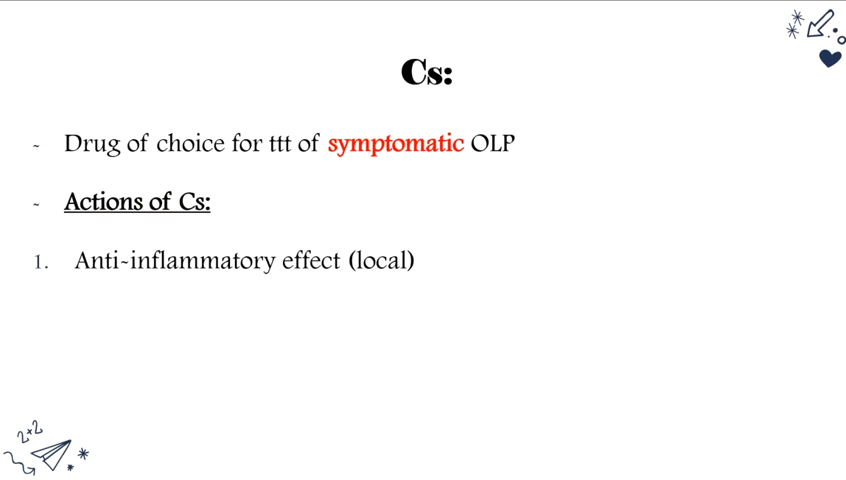 Cs:
- Drug of choice for ttt of symptomatic OLP
- Actions of Cs:
1. Anti-inflammatory effect (local)
2x2